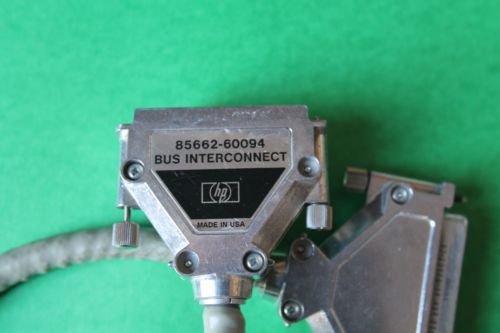 85662-60094
BUS INTERCONNECT
hp
MADE IN USA